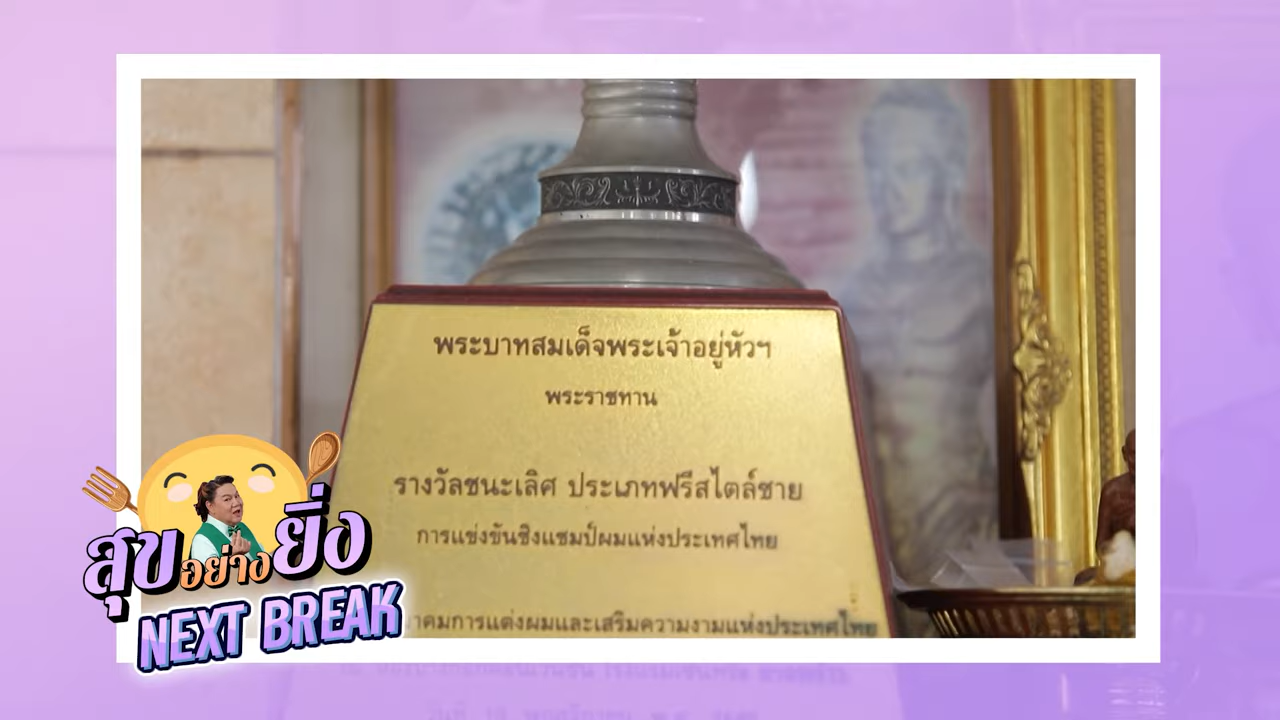 พระบาทสมเด็จพระเจ้าอยู่หัวฯ
พระราชทาน
รางวัลชนะเลิศ ประเภทฟรีสไตล์ชาย
การแข่งขันชิงแชมป์ผมแห่งประเทศไทย
าคมการแต่งผมและเสริมความงามแห่งประเทศไทย
สุขอย่างยิ่ง
NEXT BREAK